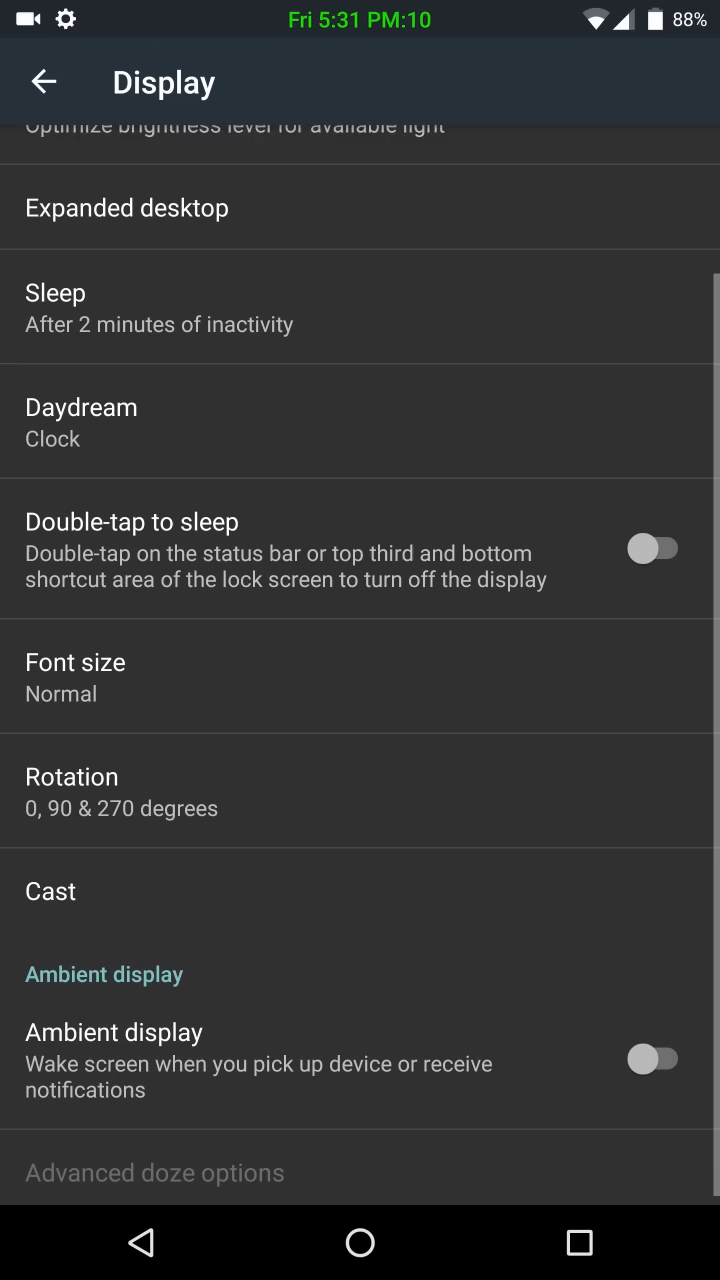 Fri 5:31 PM:10
88%
Display
Optimize brightness level for available light
Expanded desktop
Sleep
After 2 minutes of inactivity
Daydream
Clock
Double-tap to sleep
Double-tap on the status bar or top third and bottom
shortcut area of the lock screen to turn off the display
Font size
Normal
Rotation
0, 90 & 270 degrees
Cast
Ambient display
Ambient display
Wake screen when you pick up device or receive
notifications
Advanced doze options